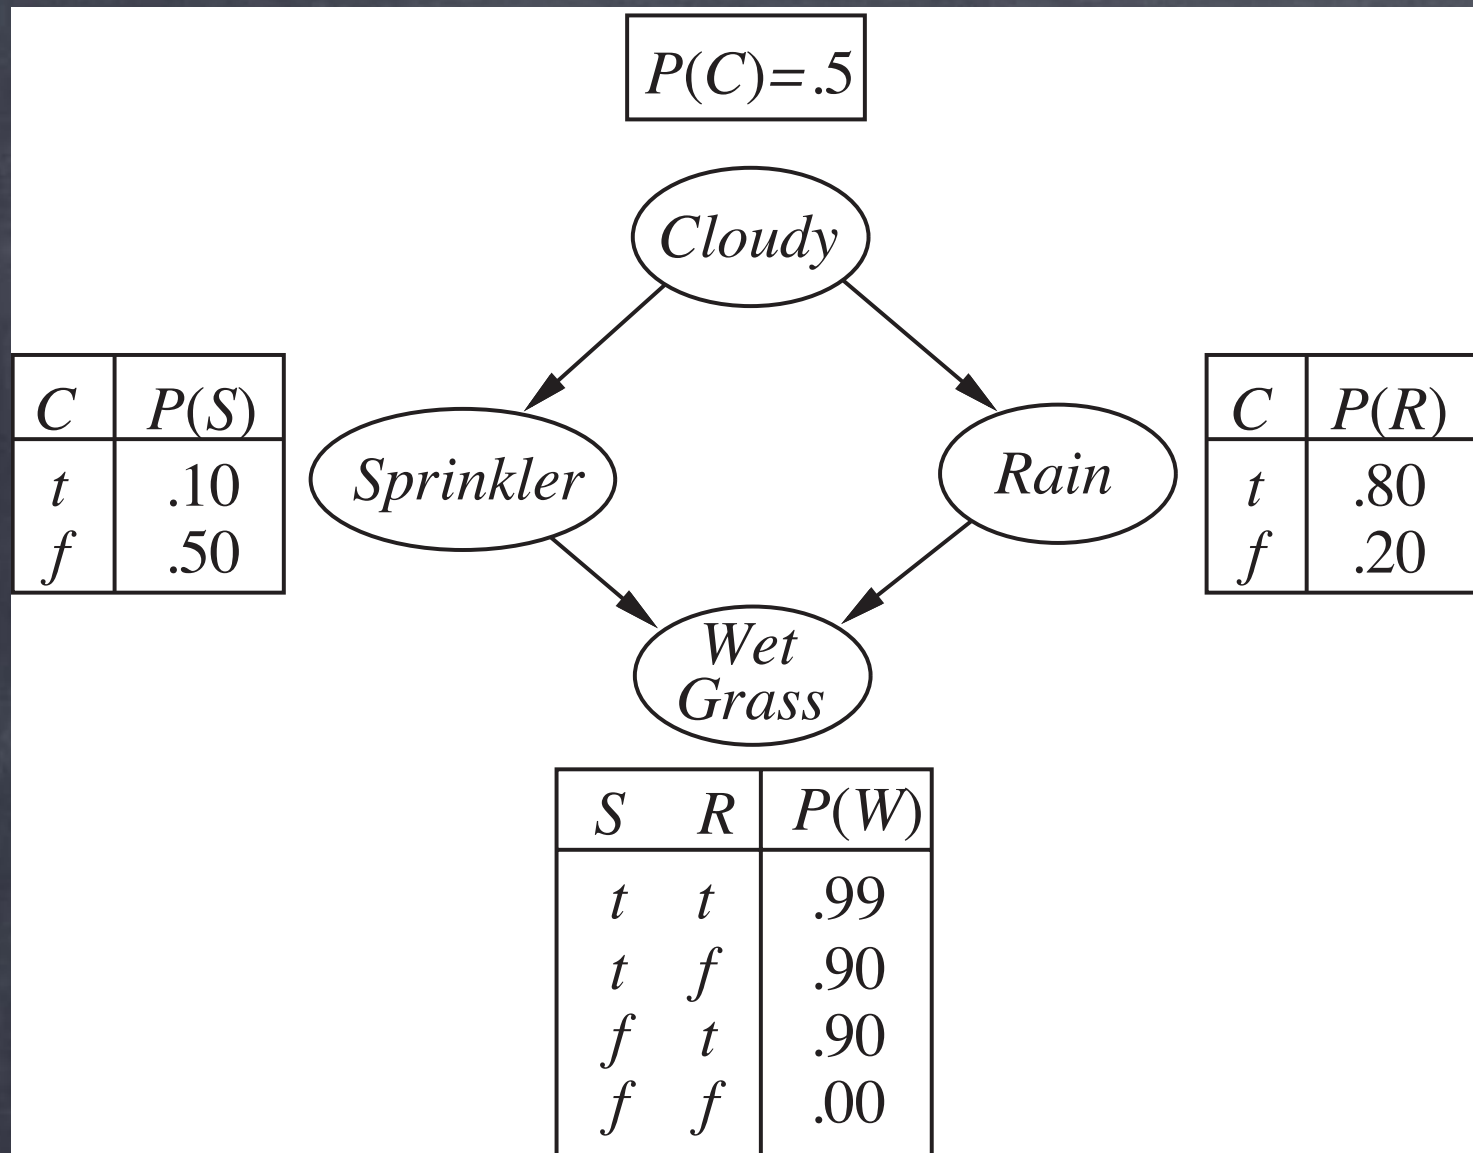 P(C)=.5
Cloudy
C P(S)
t .10
f .50
Sprinkler
Rain
C P(R)
t .80
f .20
Wet
Grass
S R P(W)
t t .99
t f .90
f t .90
f f .00